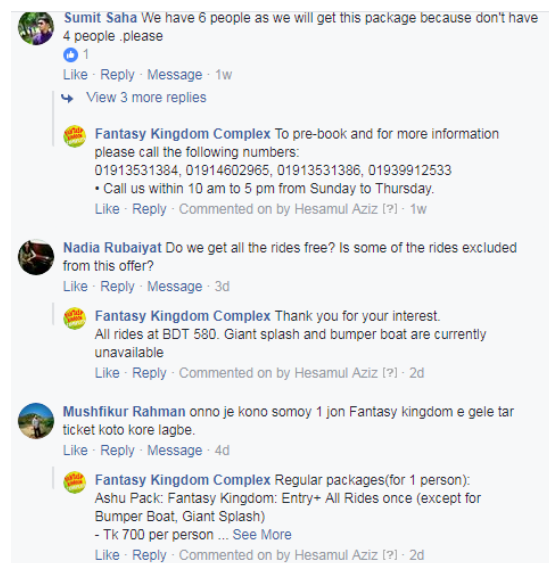 Sumit Saha We have 6 people as we will get this package because don't have
4 people .please
1
Like · Reply · Message · 1w
View 3 more replies
Fantasy Kingdom Complex To pre-book and for more information
please call the following numbers:
01913531384, 01914602965, 01913531386, 01939912533
• Call us within 10 am to 5 pm from Sunday to Thursday.
Like · Reply · Commented on by Hesamul Aziz [?] · 1w
Nadia Rubaiyat Do we get all the rides free? Is some of the rides excluded
from this offer?
Like · Reply · Message · 3d
Fantasy Kingdom Complex Thank you for your interest.
All rides at BDT 580. Giant splash and bumper boat are currently
unavailable
Like · Reply · Commented on by Hesamul Aziz [?] · 2d
Mushfikur Rahman onno je kono somoy 1 jon Fantasy kingdom e gele tar
ticket koto kore lagbe.
Like · Reply · Message · 4d
Fantasy Kingdom Complex Regular packages(for 1 person):
Ashu Pack: Fantasy Kingdom: Entry+ All Rides once (except for
Bumper Boat, Giant Splash)
- Tk 700 per person ... See More
Like · Reply · Commented on by Hesamul Aziz [?] · 2d